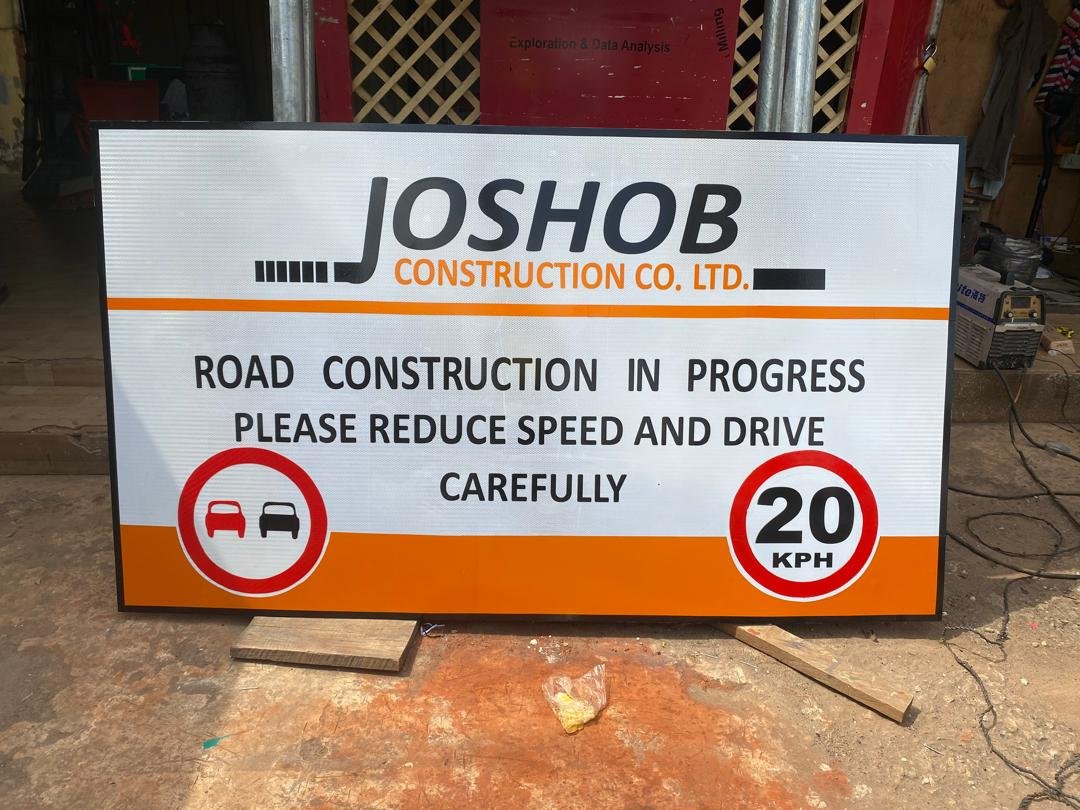 Exploration & Data Analysis
, Milling
JOSHOB
CONSTRUCTION CO. LTD.
ROAD CONSTRUCTION IN PROGRESS
PLEASE REDUCE SPEED AND DRIVE
CAREFULLY
20
KPH